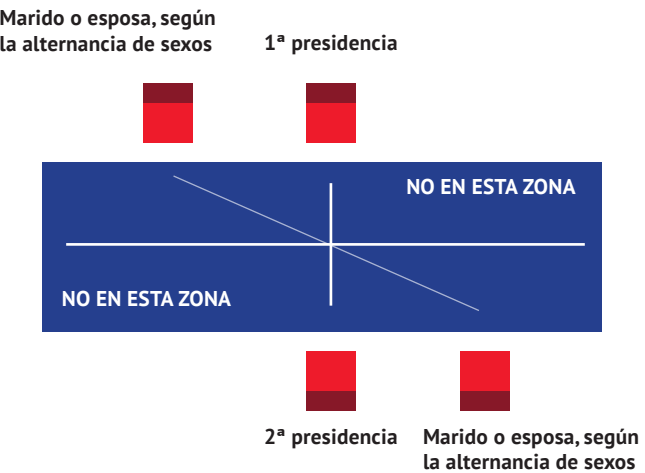 Marido o esposa, según
la alternancia de sexos
1ª presidencia
NO EN ESTA ZONA
NO EN ESTA ZONA
2ª presidencia
Marido o esposa, según
la alternancia de sexos